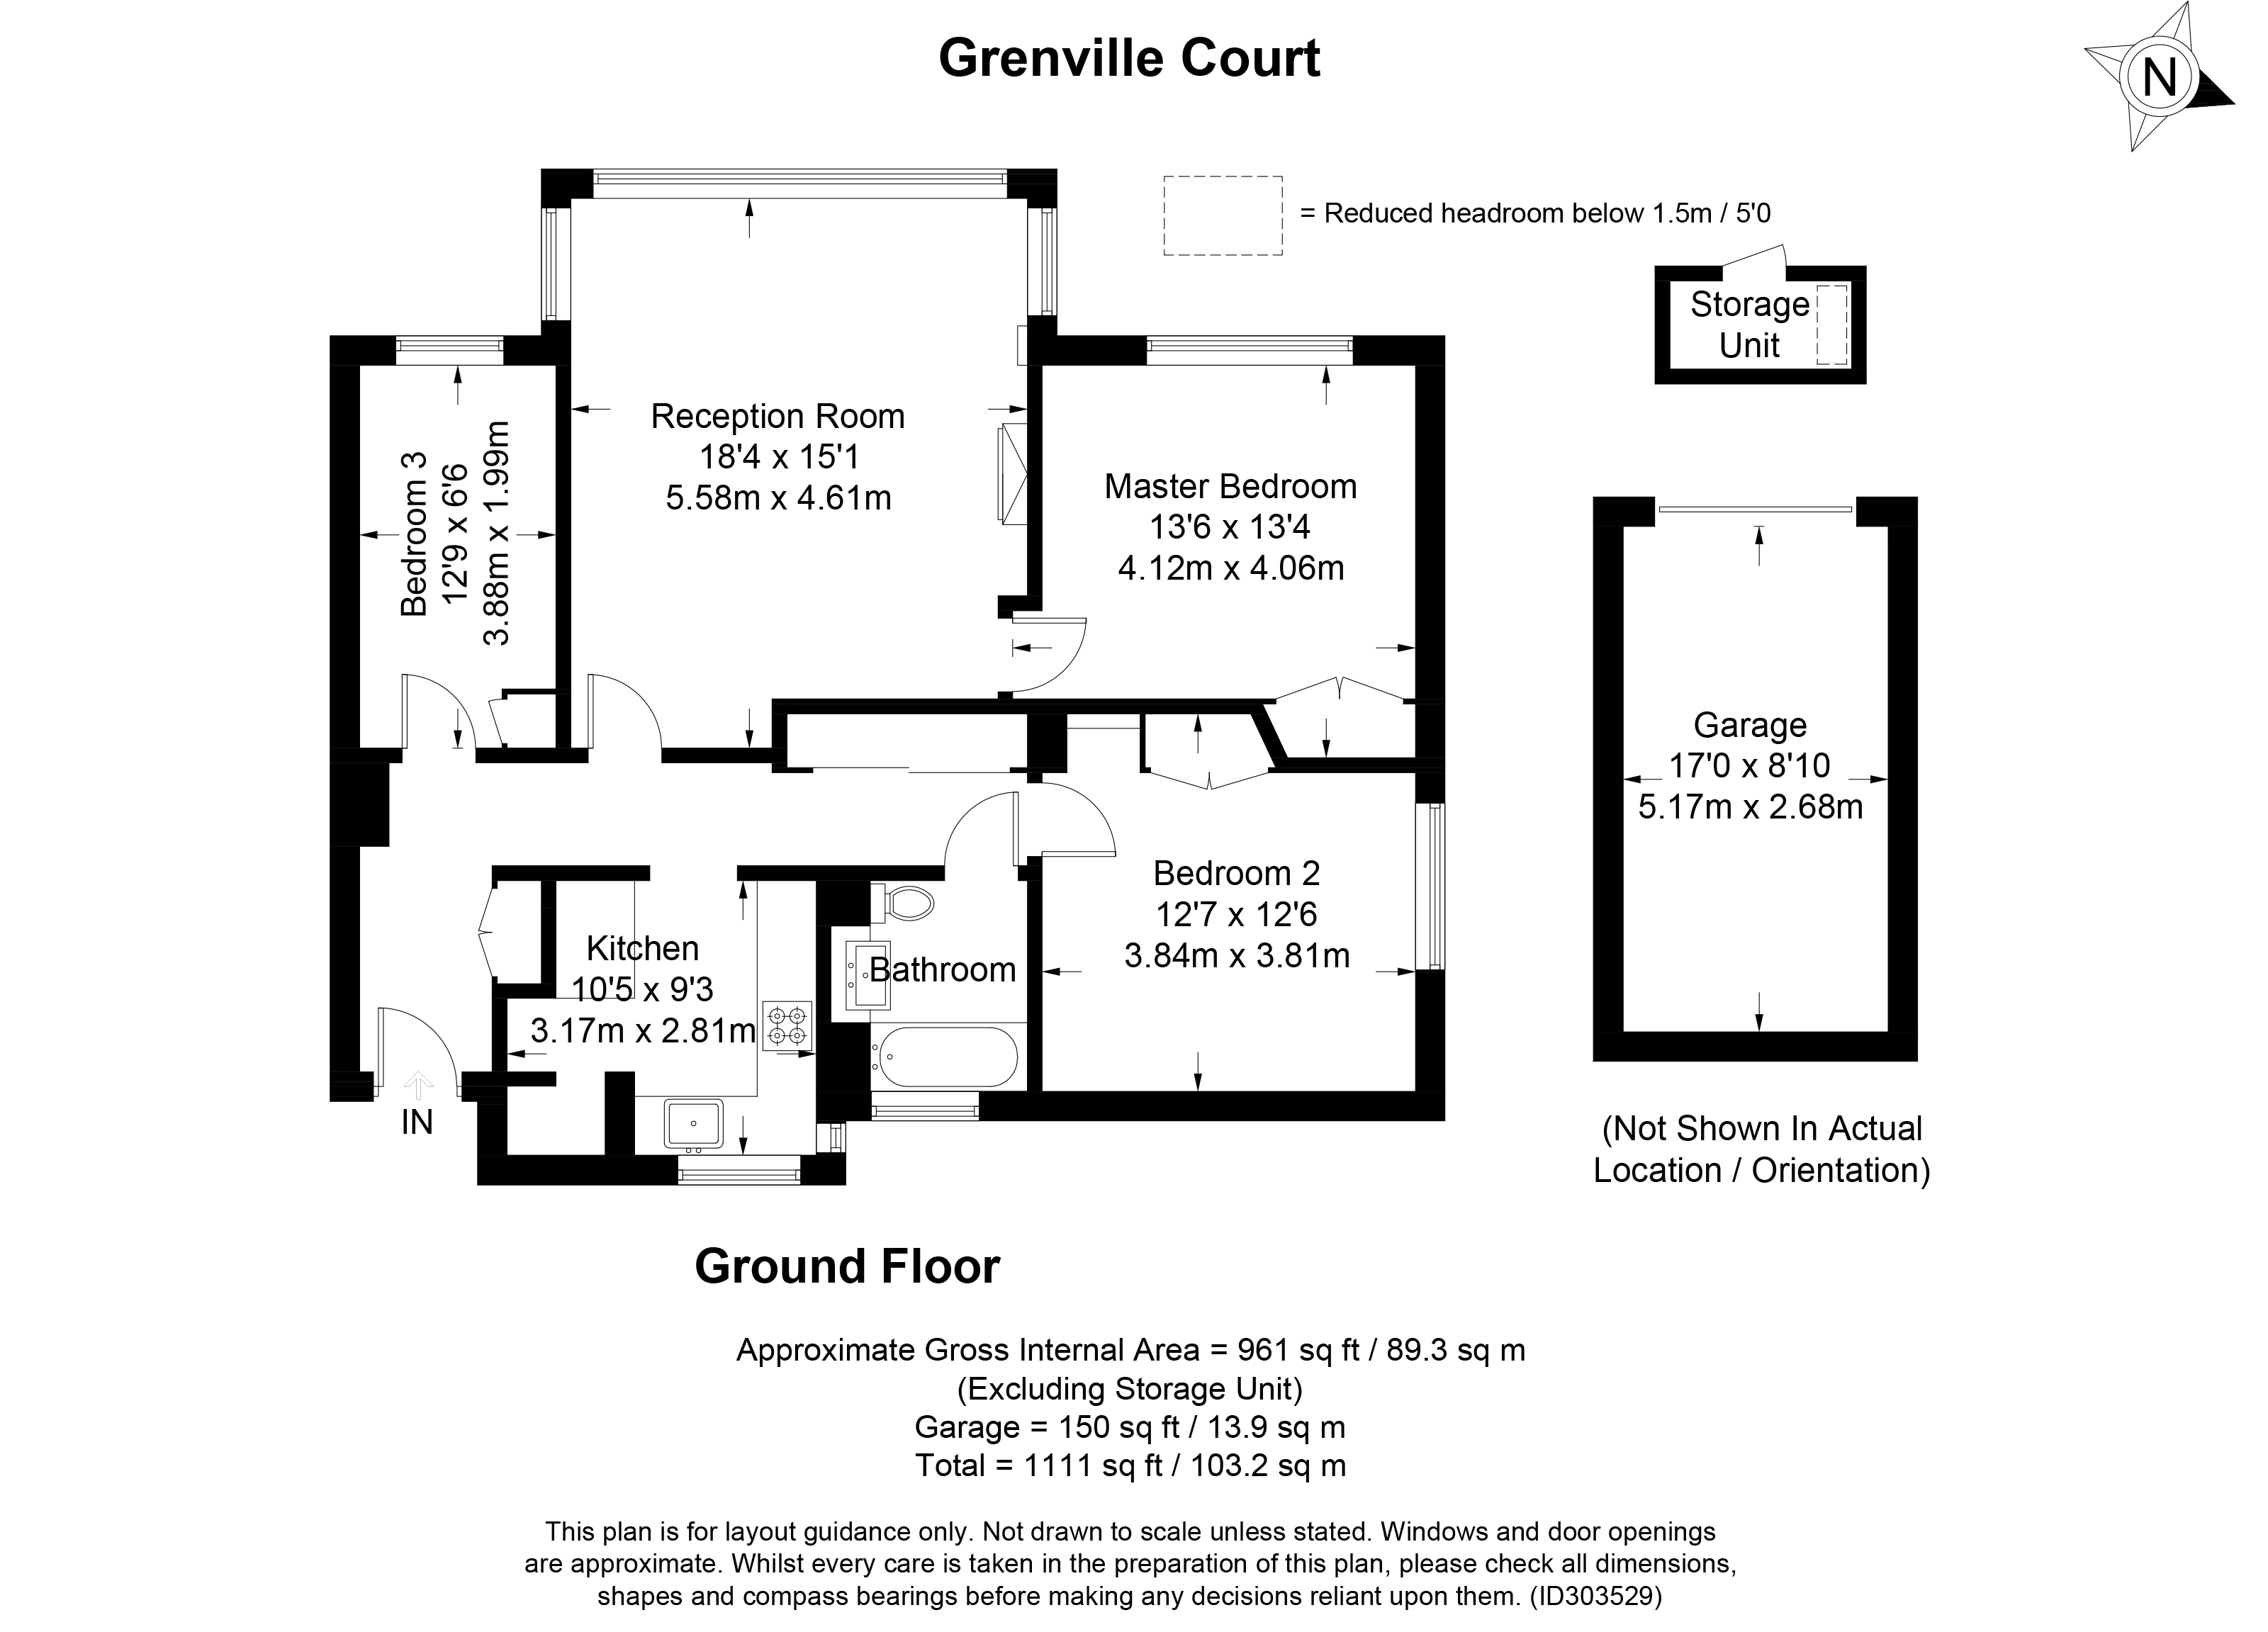 Grenville Court
N
= Reduced headroom below 1.5m / 5'0
Storage
Unit
Reception Room
18'4 x 15'1
5.58m x 4.61m
Bedroom 3
12'9 x 6'6
3.88m x 1.99m
Master Bedroom
13'6 x 13'4
4.12m x 4.06m
Garage
17'0 x 8'10
5.17m x 2.68m
Bedroom 2
12'7 x 12'6
3.84m x 3.81m
Kitchen
10'5 x 9'3
3.17m x 2.81m
Bathroom
IN
(Not Shown In Actual
Location / Orientation)
Ground Floor
Approximate Gross Internal Area = 961 sq ft / 89.3 sq m
(Excluding Storage Unit)
Garage = 150 sq ft / 13.9 sq m
Total = 1111 sq ft / 103.2 sq m
This plan is for layout guidance only. Not drawn to scale unless stated. Windows and door openings
are approximate. Whilst every care is taken in the preparation of this plan, please check all dimensions,
shapes and compass bearings before making any decisions reliant upon them. (ID303529)